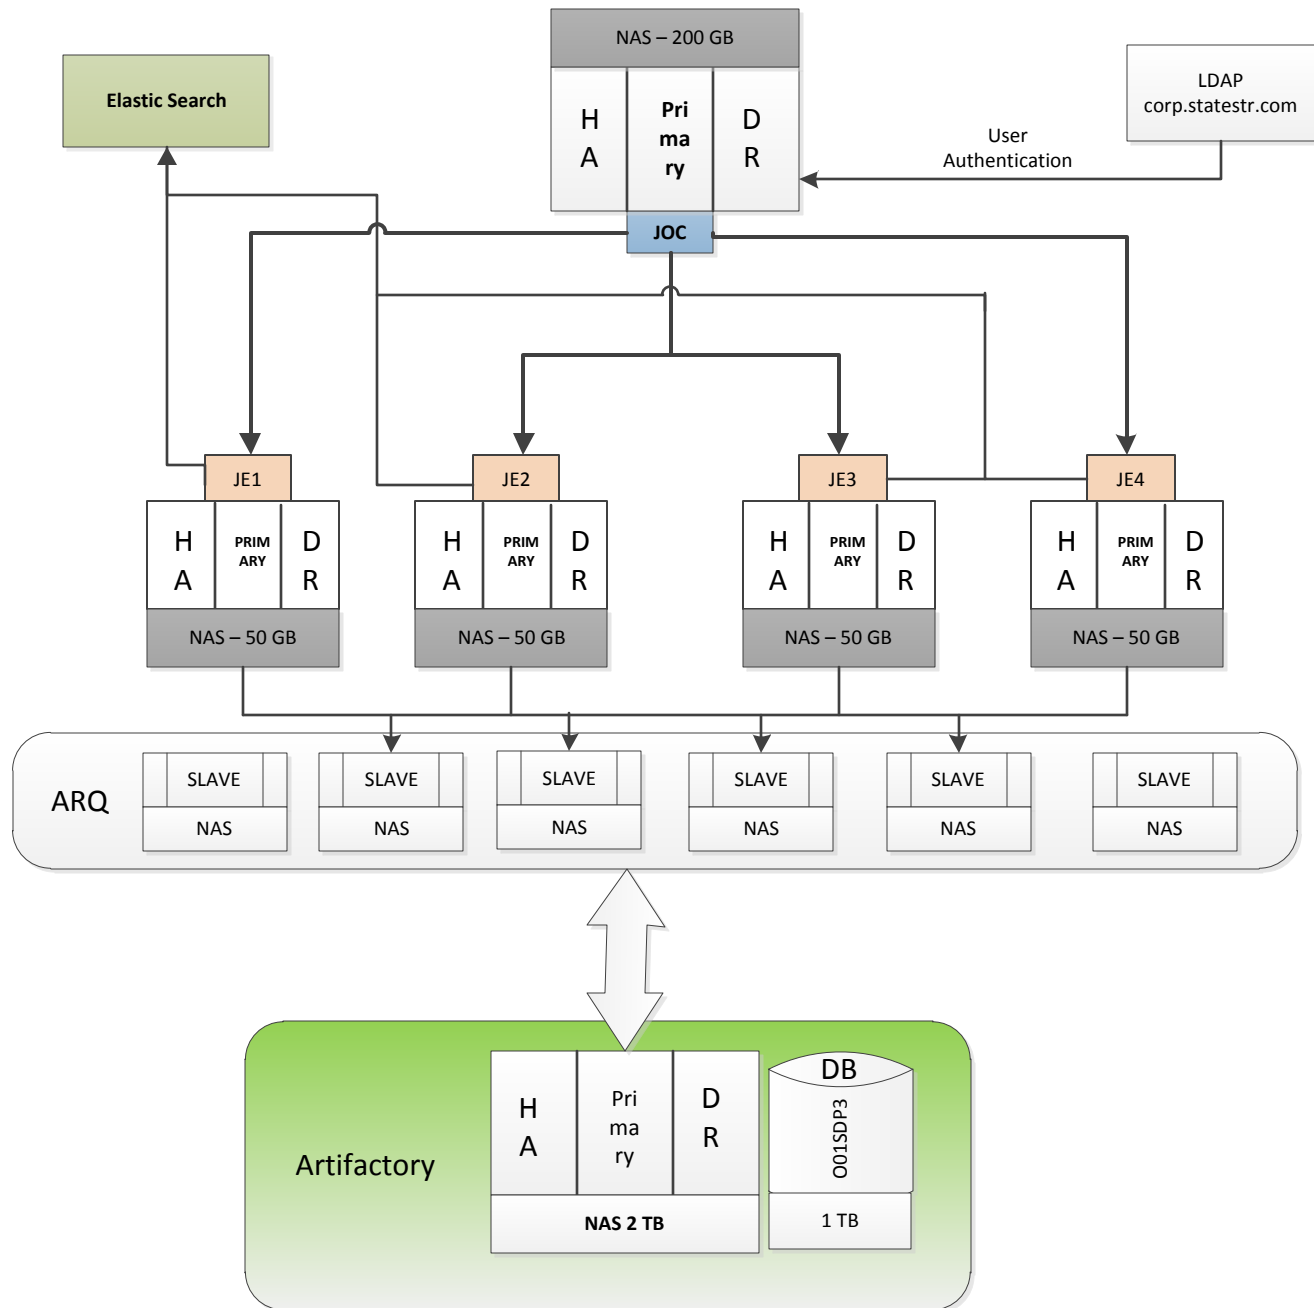 NAS – 200 GB
Elastic Search
LDAP
corp.statestr.com
H
A
Pri
ma
ry
D
R
User
Authentication
JOC
JE1
JE2
JE3
JE4
H
A
PRIM
ARY
D
R
H
A
PRIM
ARY
D
R
H
A
PRIM
ARY
D
R
H
A
PRIM
ARY
D
R
NAS – 50 GB
NAS – 50 GB
NAS – 50 GB
NAS – 50 GB
ARQ
SLAVE
NAS
SLAVE
NAS
SLAVE
NAS
SLAVE
NAS
SLAVE
NAS
SLAVE
NAS
Artifactory
H
A
Pri
ma
ry
D
R
NAS 2 TB
DB
O01SDP3
1 TB